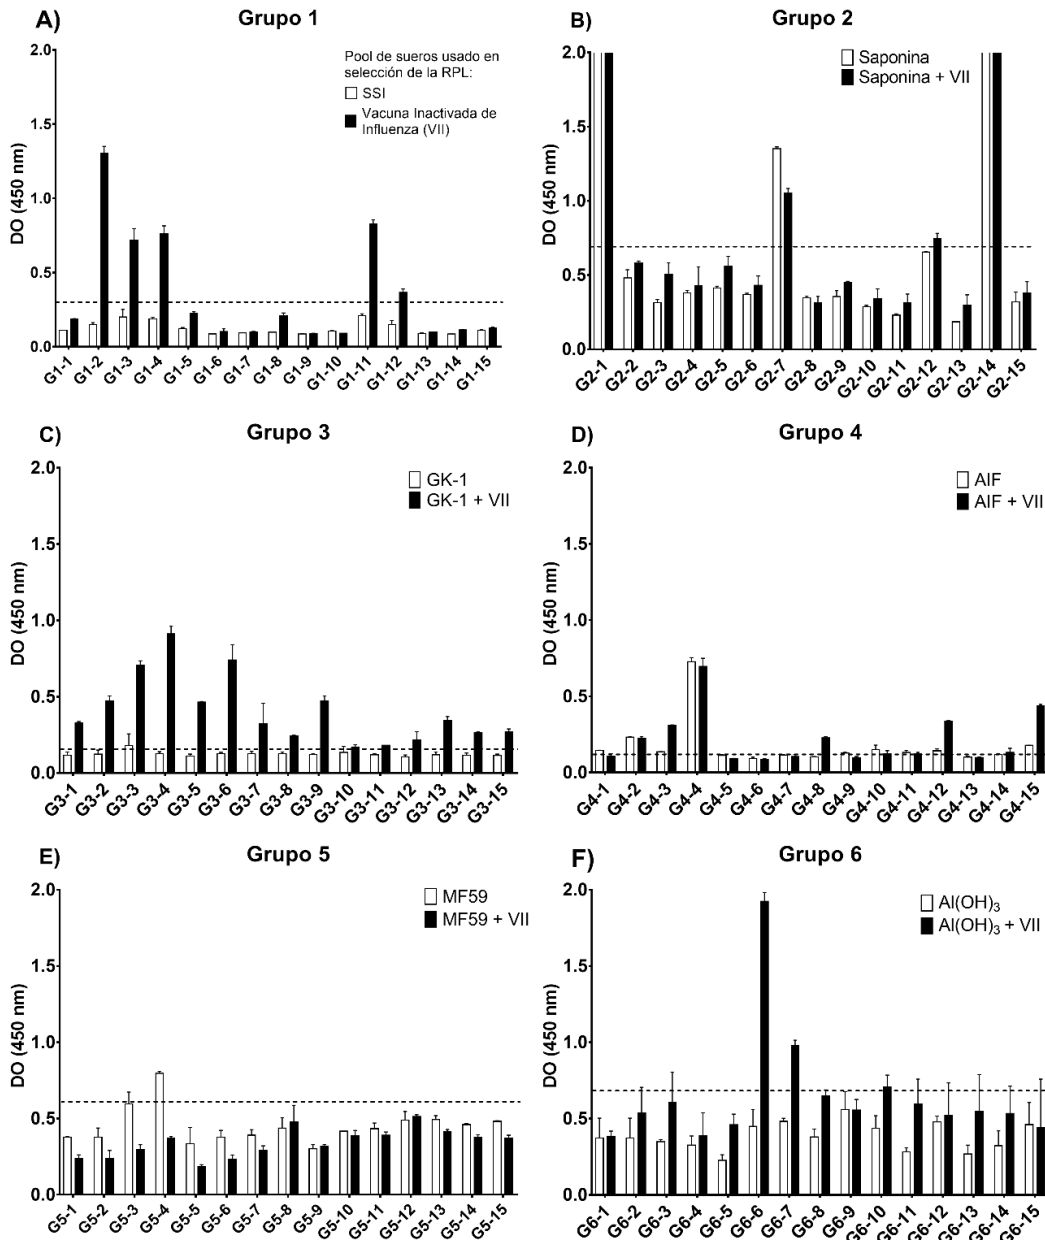 A)
Grupo 1
Pool de sueros usado en
selección de la RPL:
SSI
Vacuna Inactivada de
Influenza (VII)
DO (450 nm)
2.0
1.5
1.0
0.5
0.0
G1-1
G1-2
G1-3
G1-4
G1-5
G1-6
G1-7
G1-8
G1-9
G1-10
G1-11
G1-12
G1-13
G1-14
G1-15
B)
Grupo 2
Saponina
Saponina + VII
DO (450 nm)
2.0
1.5
1.0
0.5
0.0
G2-1
G2-2
G2-3
G2-4
G2-5
G2-6
G2-7
G2-8
G2-9
G2-10
G2-11
G2-12
G2-13
G2-14
G2-15
C)
Grupo 3
GK-1
GK-1 + VII
DO (450 nm)
2.0
1.5
1.0
0.5
0.0
G3-1
G3-2
G3-3
G3-4
G3-5
G3-6
G3-7
G3-8
G3-9
G3-10
G3-11
G3-12
G3-13
G3-14
G3-15
D)
Grupo 4
AIF
AIF + VII
DO (450 nm)
2.0
1.5
1.0
0.5
0.0
G4-1
G4-2
G4-3
G4-4
G4-5
G4-6
G4-7
G4-8
G4-9
G4-10
G4-11
G4-12
G4-13
G4-14
G4-15
E)
Grupo 5
MF59
MF59 + VII
DO (450 nm)
2.0
1.5
1.0
0.5
0.0
G5-1
G5-2
G5-3
G5-4
G5-5
G5-6
G5-7
G5-8
G5-9
G5-10
G5-11
G5-12
G5-13
G5-14
G5-15
F)
Grupo 6
Al(OH)₃
Al(OH)₃ + VII
DO (450 nm)
2.0
1.5
1.0
0.5
0.0
G6-1
G6-2
G6-3
G6-4
G6-5
G6-6
G6-7
G6-8
G6-9
G6-10
G6-11
G6-12
G6-13
G6-14
G6-15